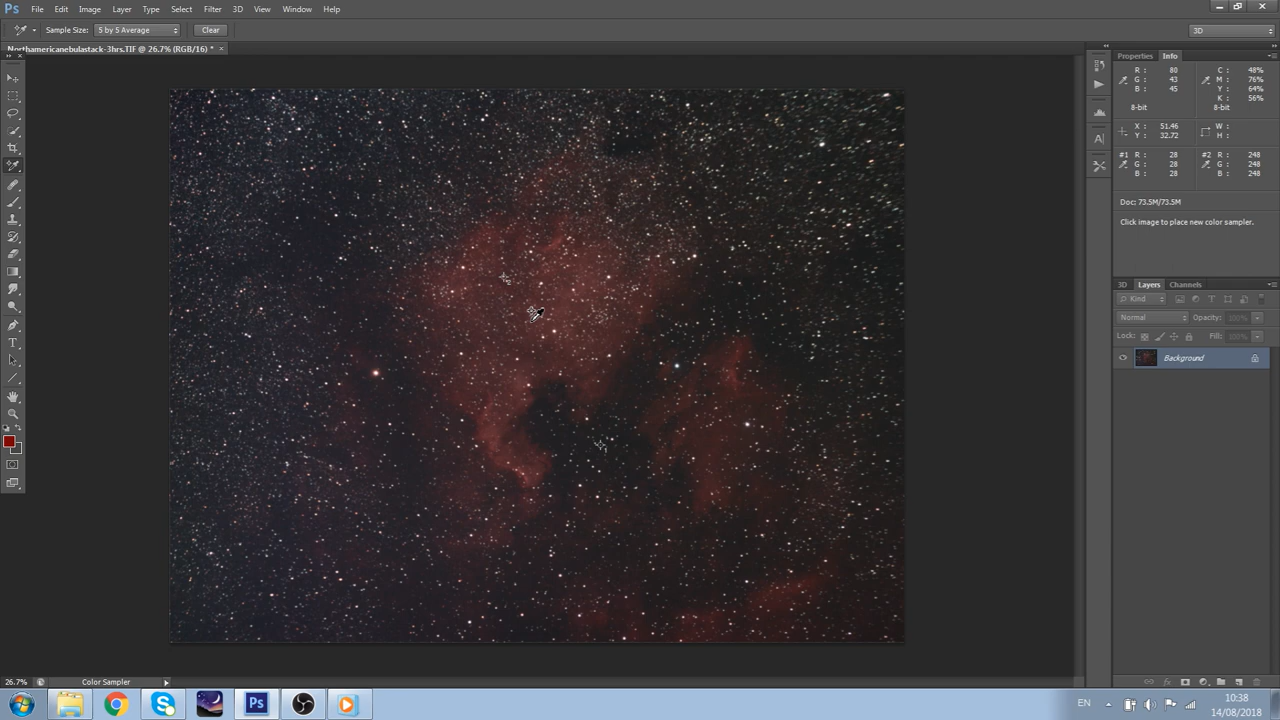 Ps File Edit Image Layer Type Select Filter 3D View Window Help
Sample Size: 5 by 5 Average Clear 3D
Northamericanebulastack-3hrs.TIF @ 26.7% (RGB/16) * ×
Properties Info
R : 80 C : 48%
G : 43 M : 76%
B : 45 Y : 64%
K : 56%
8-bit 8-bit
X : 51.46 W :
Y : 32.72 H :
#1 R : 28 #2 R : 248
G : 28 G : 248
B : 28 B : 248
Doc: 73.5M/73.5M
Click image to place new color sampler.
3D Layers Channels
Kind
Normal Opacity: 100%
Lock: Fill: 100%
Background
26.7% Color Sampler
EN 10:38
14/08/2018